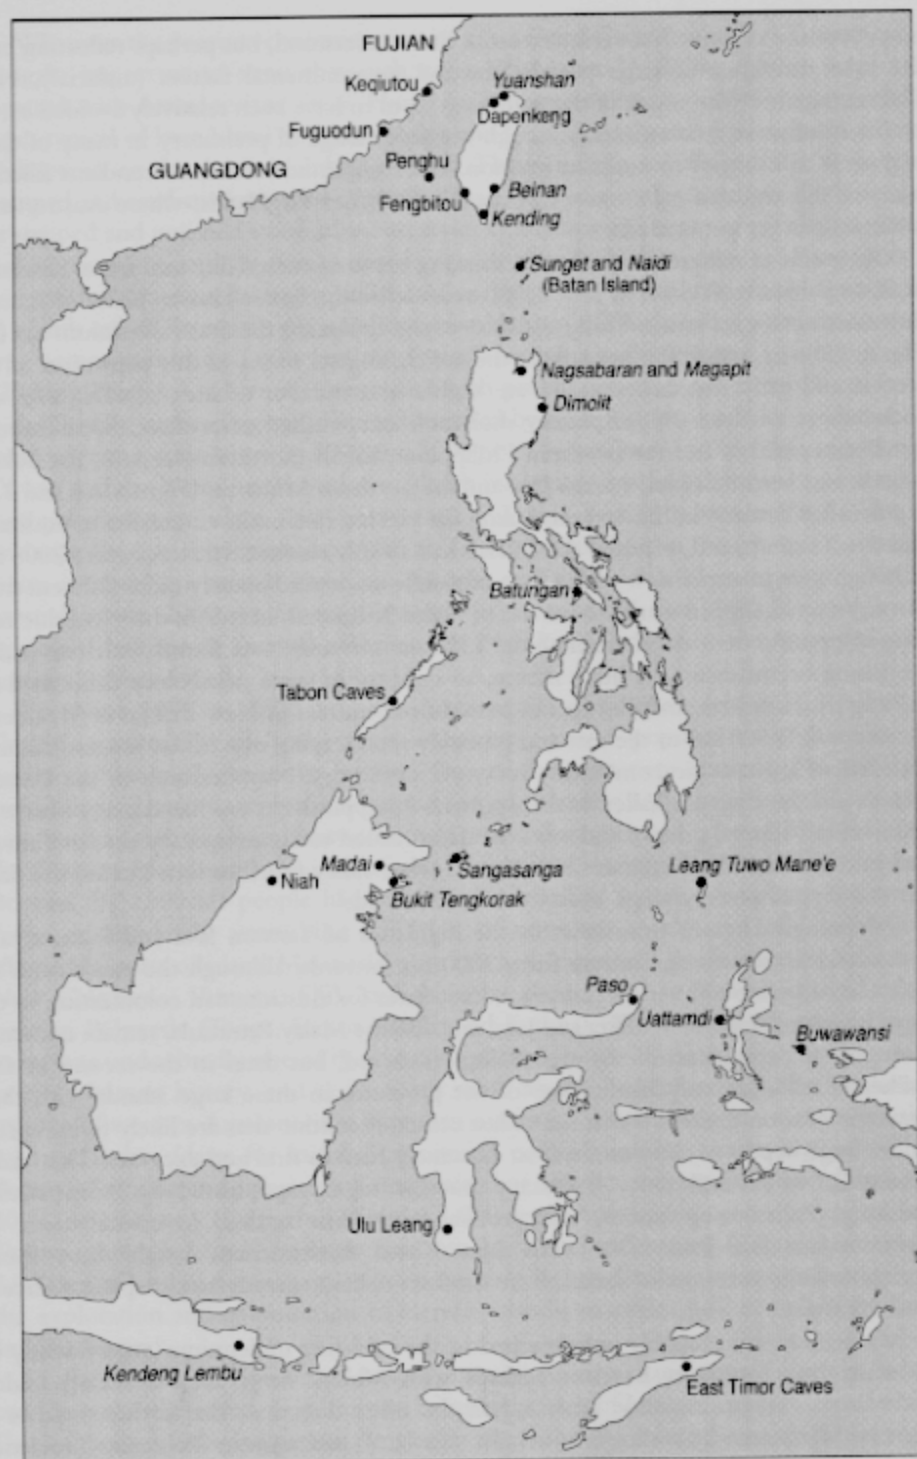 FUJIAN
Keqiutou
Yuanshan
Dapenkeng
Fuguodun
GUANGDONG
Penghu
Beinan
Fengbitou
Kending
Sunget and Naidi
(Batan Island)
Nagsabaran and Magapit
Dimolit
Batungan
Tabon Caves
Madai
Sangasanga
Leang Tuwo Mane'e
Niah
Bukit Tengkorak
Paso
Uattamdi
Buwawansi
Ulu Leang
Kendeng Lembu
East Timor Caves